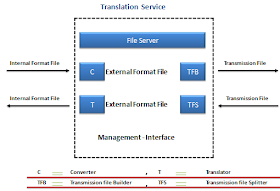 Translation Service
File Server
Internal Format File
C
External Format File
TFB
Transmission File
Internal Format File
T
External Format File
TFS
Transmission File
Management - Interface
C Converter , T Translator
TFB Transmission file Builder , TFS Transmission file Splitter